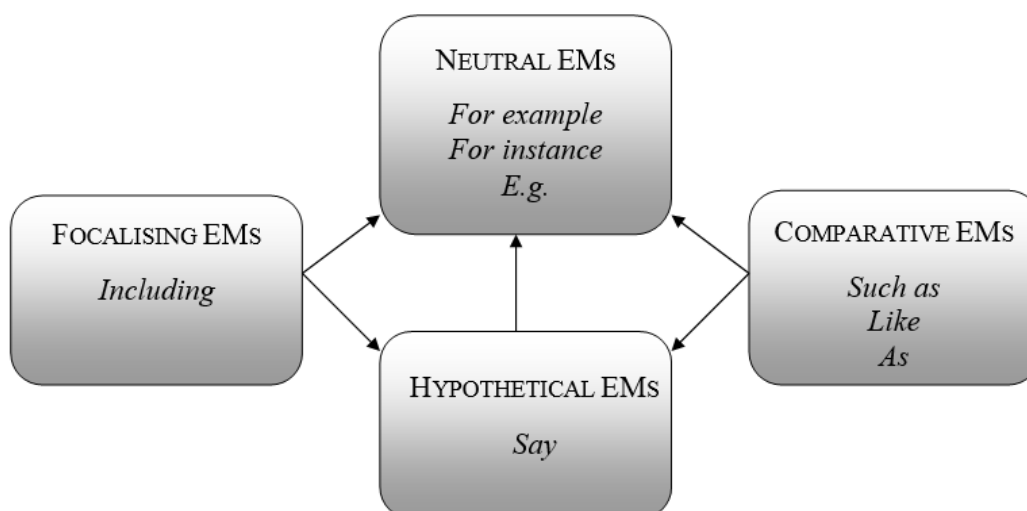 NEUTRAL EMS
For example
For instance
E.g.
FOCALISING EMS
Including
COMPARATIVE EMS
Such as
Like
As
HYPOTHETICAL EMS
Say